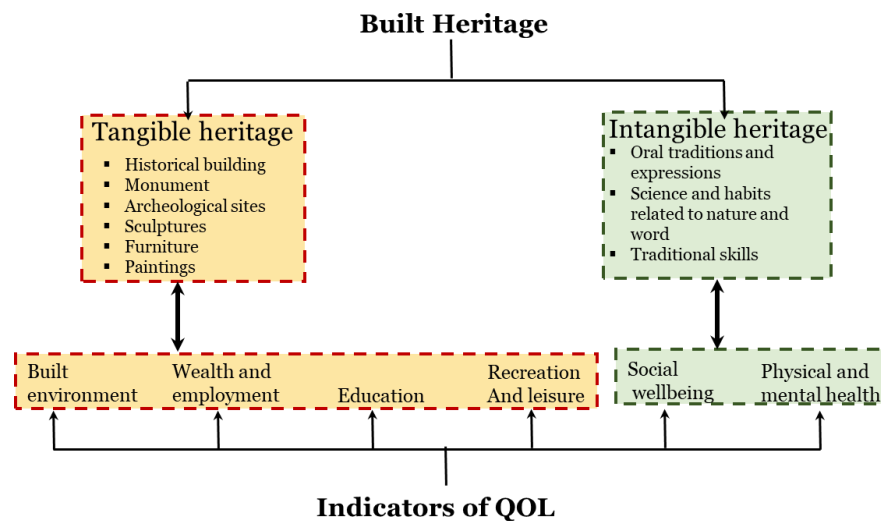 Built Heritage
Tangible heritage
▪ Historical building
▪ Monument
▪ Archeological sites
▪ Sculptures
▪ Furniture
▪ Paintings
Intangible heritage
▪ Oral traditions and
expressions
▪ Science and habits
related to nature and
word
▪ Traditional skills
Built
environment
Wealth and
employment
Education
Recreation
And leisure
Social
wellbeing
Physical and
mental health
Indicators of QOL